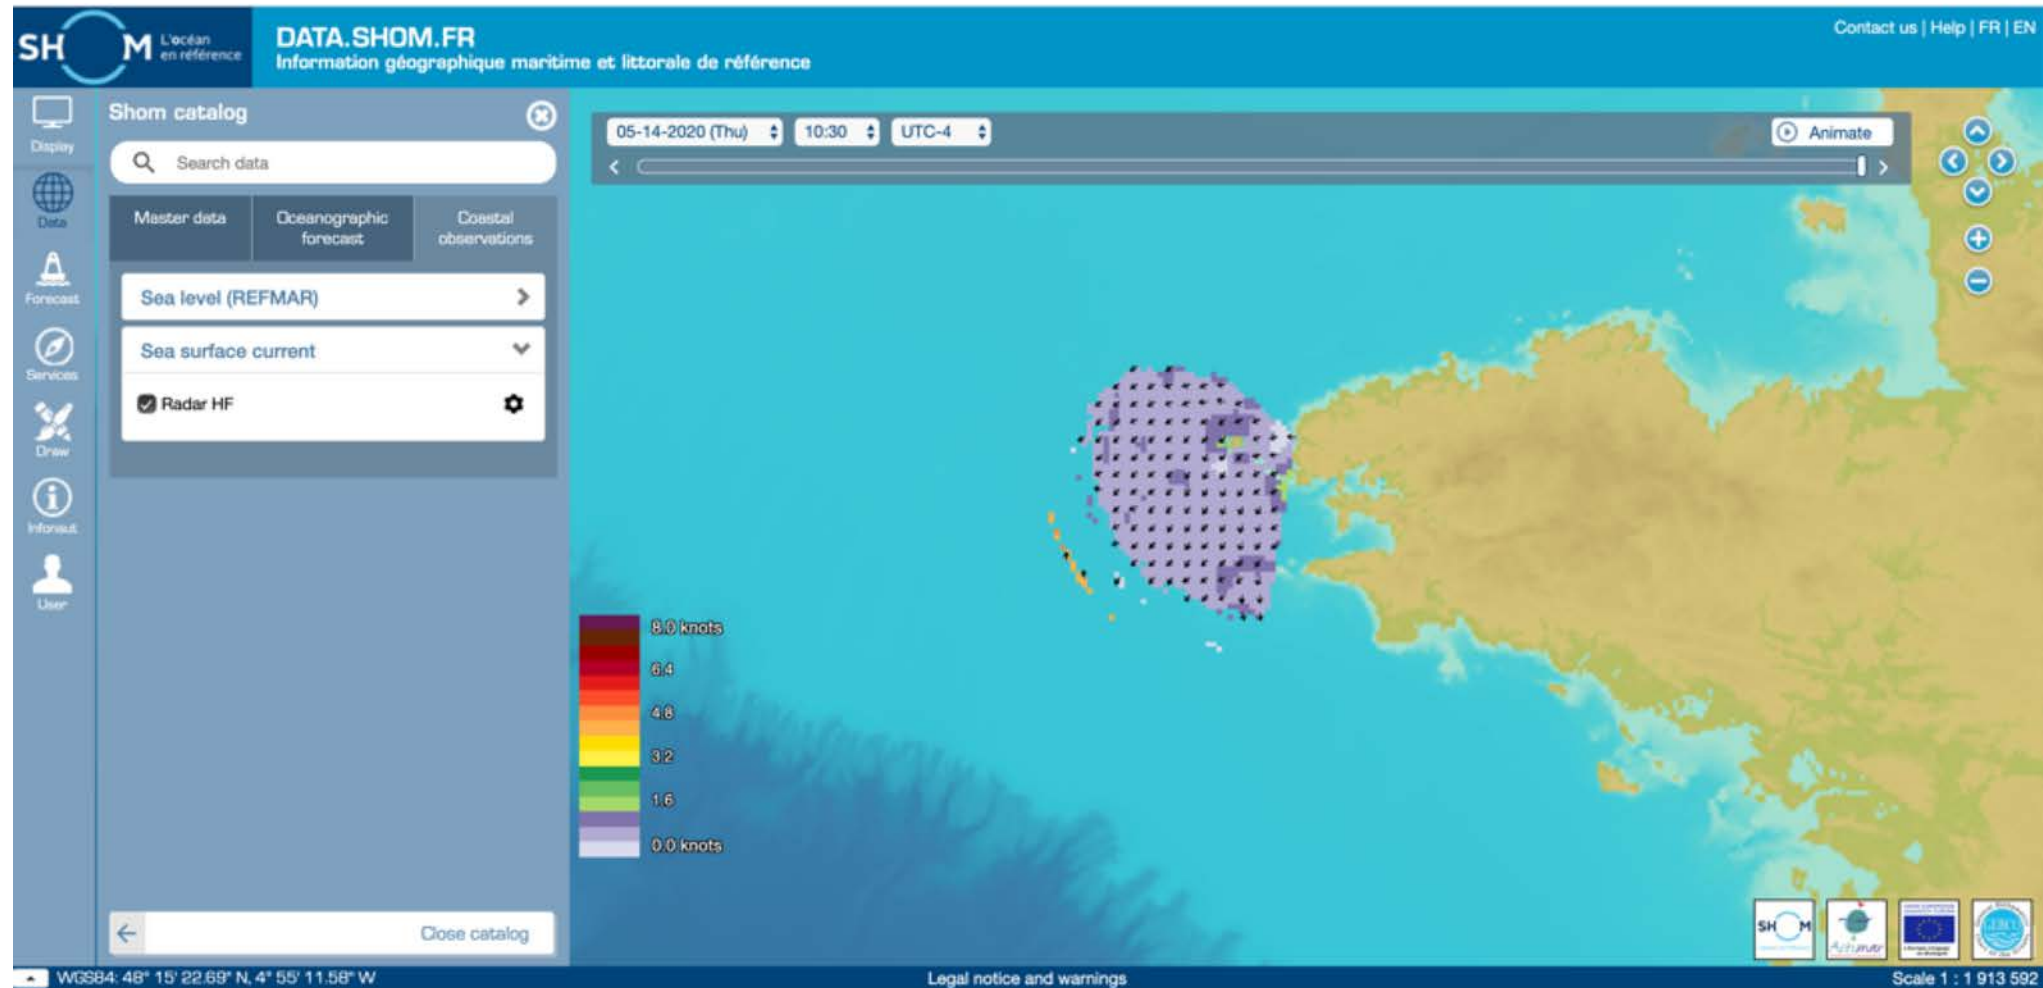 SHOM L'océan
en référence
DATA.SHOM.FR
Information géographique maritime et littorale de référence
Contact us | Help | FR | EN
Display
Data
Forecast
Services
Draw
Infonaut
User
Shom catalog
Search data
Master data
Oceanographic
forecast
Coastal
observations
Sea level (REFMAR)
Sea surface current
Radar HF
Close catalog
05-14-2020 (Thu)
10:30
UTC-4
Animate
8.0 knots
6.4
4.8
3.2
1.6
0.0 knots
SHOM
Actimar
GEBCO
WGS84: 48° 15' 22.69" N, 4° 55' 11.58" W
Legal notice and warnings
Scale 1 : 1 913 592